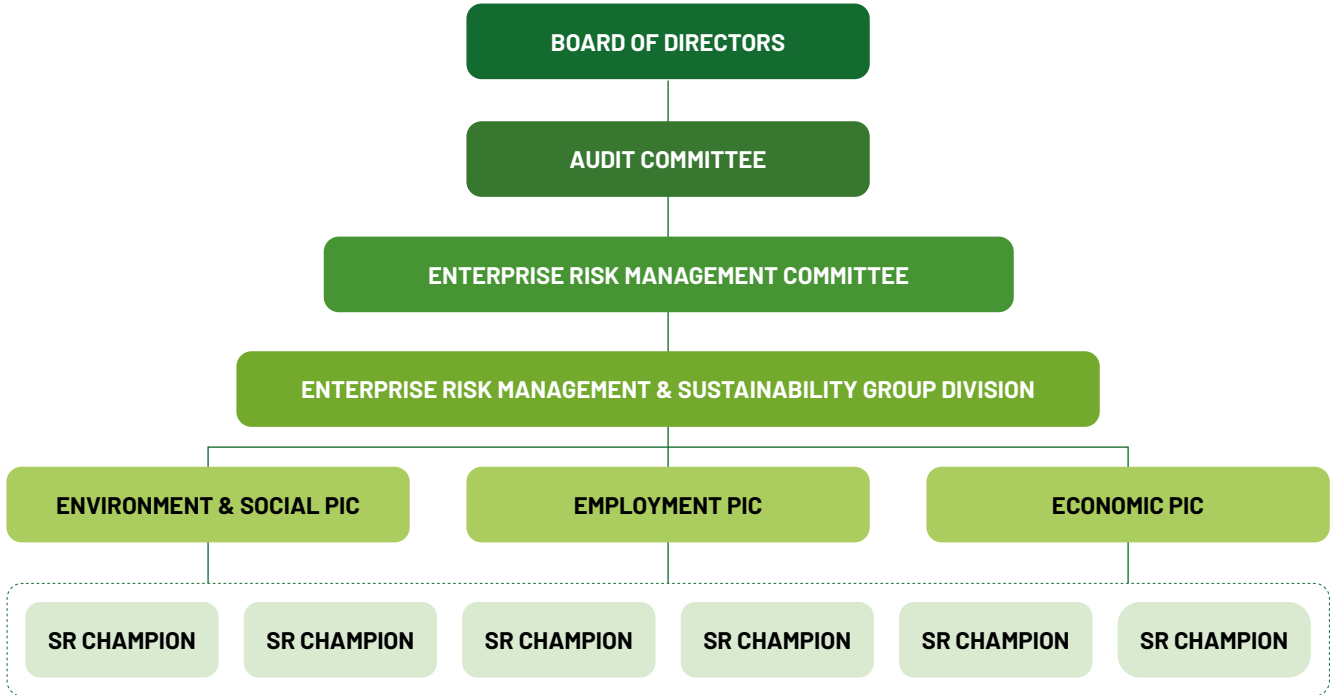 BOARD OF DIRECTORS
AUDIT COMMITTEE
ENTERPRISE RISK MANAGEMENT COMMITTEE
ENTERPRISE RISK MANAGEMENT & SUSTAINABILITY GROUP DIVISION
ENVIRONMENT & SOCIAL PIC
EMPLOYMENT PIC
ECONOMIC PIC
SR CHAMPION
SR CHAMPION
SR CHAMPION
SR CHAMPION
SR CHAMPION
SR CHAMPION